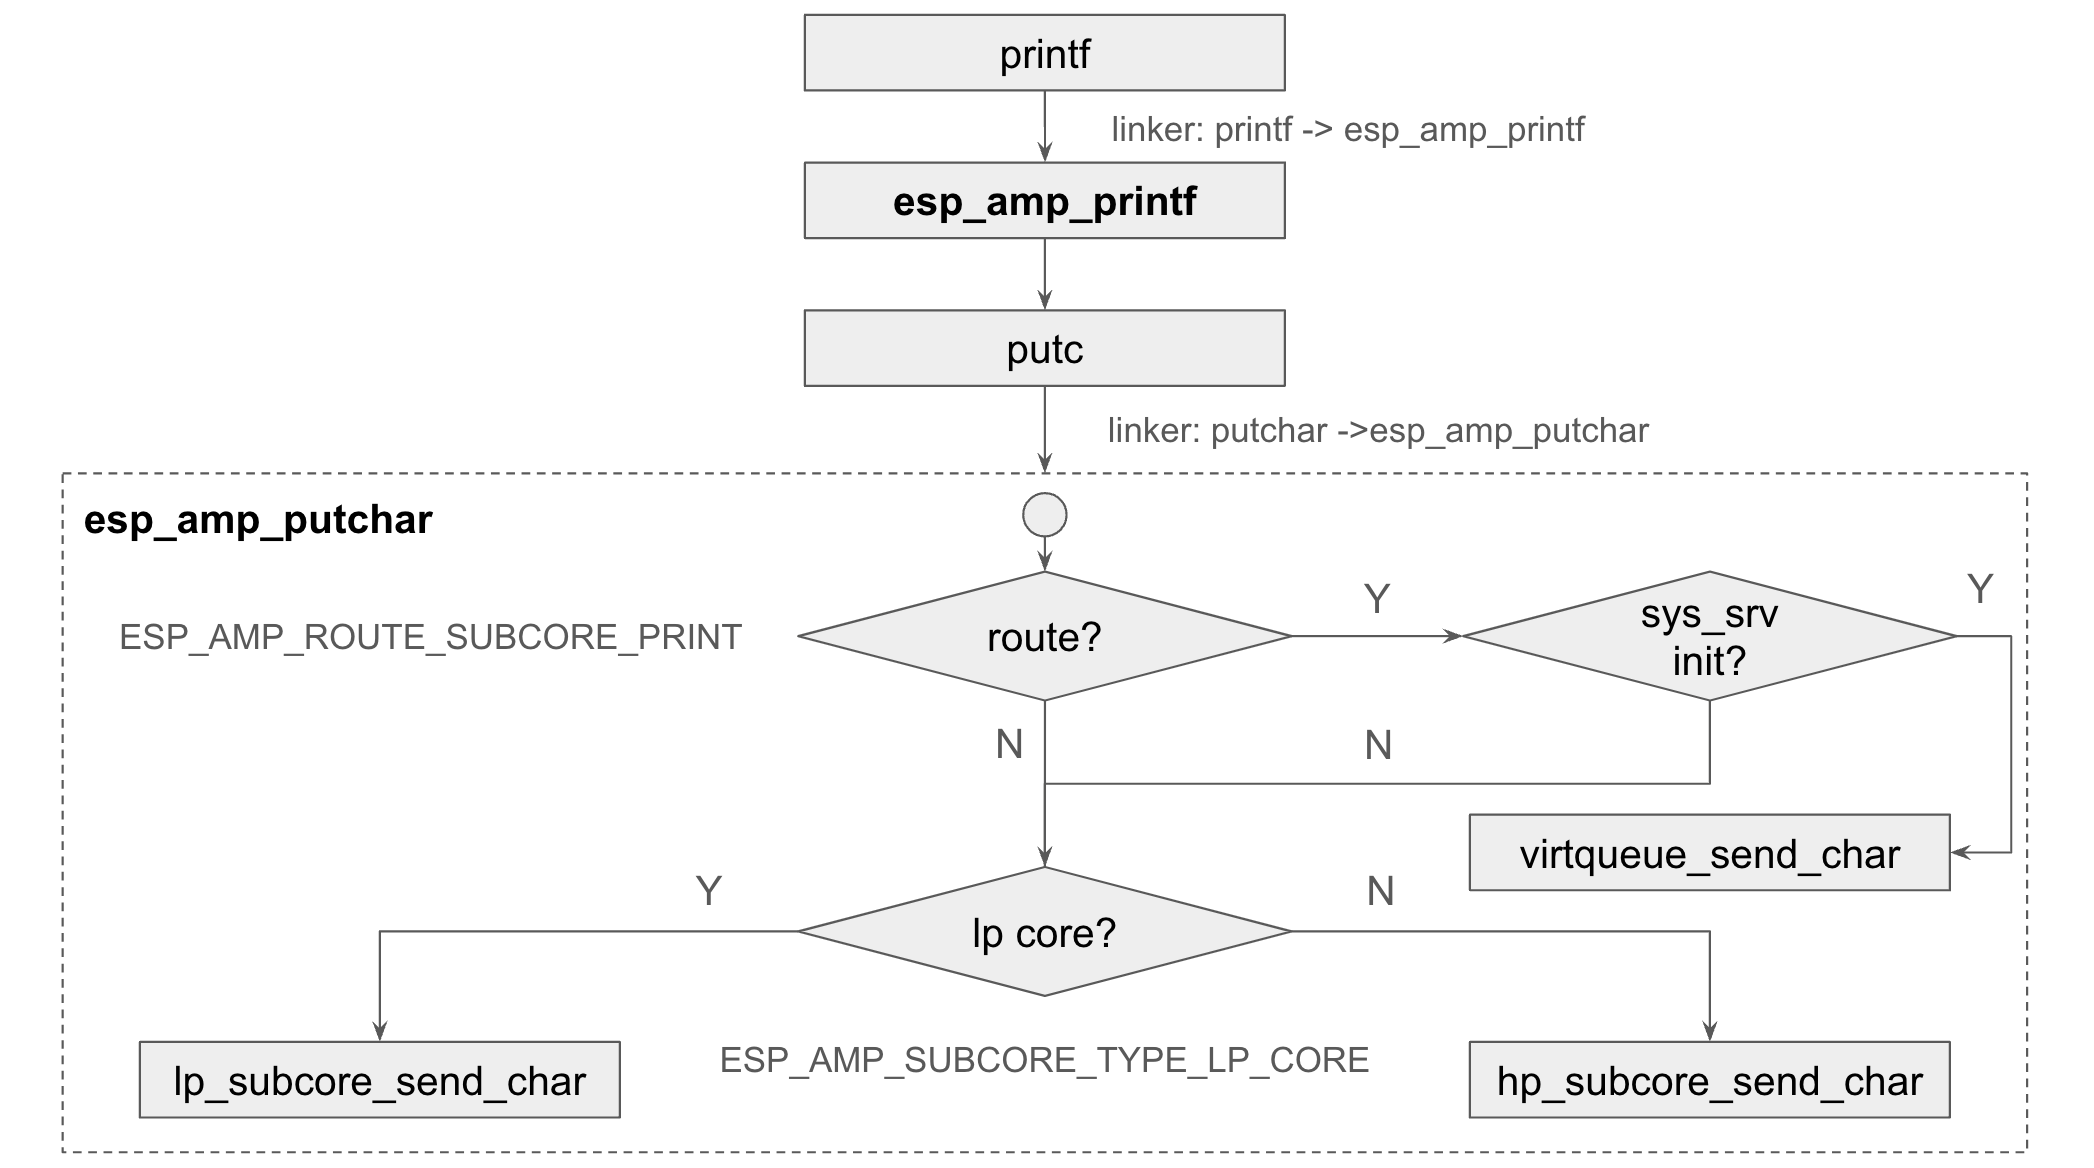 printf
linker: printf -> esp_amp_printf
esp_amp_printf
putc
linker: putchar ->esp_amp_putchar
esp_amp_putchar
ESP_AMP_ROUTE_SUBCORE_PRINT
route?
Y
sys_srv
init?
Y
N
N
virtqueue_send_char
Y
lp core?
N
lp_subcore_send_char
ESP_AMP_SUBCORE_TYPE_LP_CORE
hp_subcore_send_char